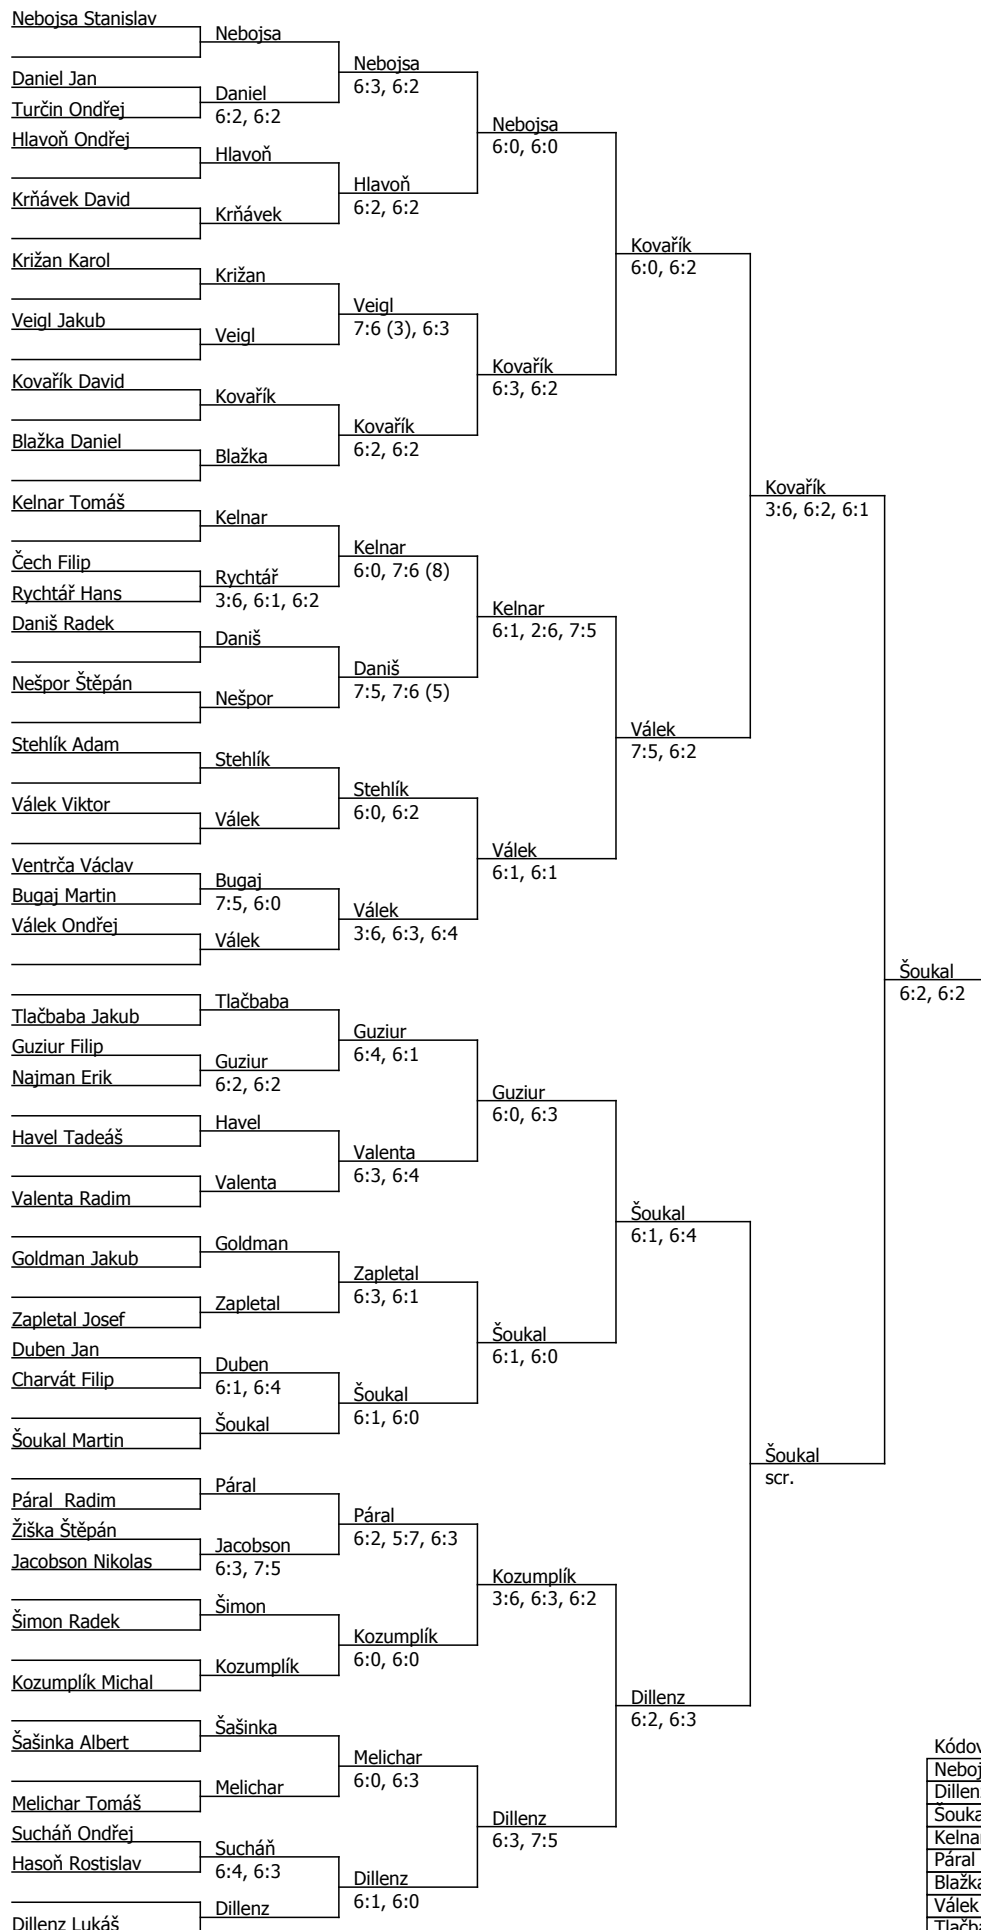 Nebojsa Stanislav
Daniel Jan
Turčin Ondřej
Hlavoň Ondřej
Krňávek David
Križan Karol
Veigl Jakub
Kovařík David
Blažka Daniel
Kelnar Tomáš
Čech Filip
Rychtář Hans
Daniš Radek
Nešpor Štěpán
Stehlík Adam
Válek Viktor
Ventrča Václav
Bugaj Martin
Válek Ondřej
Tlačbaba Jakub
Guziur Filip
Najman Erik
Havel Tadeáš
Valenta Radim
Goldman Jakub
Zapletal Josef
Duben Jan
Charvát Filip
Šoukal Martin
Páral  Radim
Žiška Štěpán
Jacobson Nikolas
Šimon Radek
Kozumplík Michal
Šašinka Albert
Melichar Tomáš
Sucháň Ondřej
Hasoň Rostislav
Dillenz Lukáš
Nebojsa
Daniel
6:2, 6:2
Hlavoň
Krňávek
Križan
Veigl
Kovařík
Blažka
Kelnar
Rychtář
3:6, 6:1, 6:2
Daniš
Nešpor
Stehlík
Válek
Bugaj
7:5, 6:0
Válek
Tlačbaba
Guziur
6:2, 6:2
Havel
Valenta
Goldman
Zapletal
Duben
6:1, 6:4
Šoukal
Páral
Jacobson
6:3, 7:5
Šimon
Kozumplík
Šašinka
Melichar
Sucháň
6:4, 6:3
Dillenz
Nebojsa
6:3, 6:2
Hlavoň
6:2, 6:2
Veigl
7:6 (3), 6:3
Kovařík
6:2, 6:2
Kelnar
6:0, 7:6 (8)
Daniš
7:5, 7:6 (5)
Stehlík
6:0, 6:2
Válek
3:6, 6:3, 6:4
Guziur
6:4, 6:1
Valenta
6:3, 6:4
Zapletal
6:3, 6:1
Šoukal
6:1, 6:0
Páral
6:2, 5:7, 6:3
Kozumplík
6:0, 6:0
Melichar
6:0, 6:3
Dillenz
6:1, 6:0
Nebojsa
6:0, 6:0
Kovařík
6:3, 6:2
Kelnar
6:1, 2:6, 7:5
Válek
6:1, 6:1
Guziur
6:0, 6:3
Šoukal
6:1, 6:0
Kozumplík
3:6, 6:3, 6:2
Dillenz
6:3, 7:5
Kovařík
6:0, 6:2
Válek
7:5, 6:2
Šoukal
6:1, 6:4
Dillenz
6:2, 6:3
Kovařík
3:6, 6:2, 6:1
Šoukal
scr.
Šoukal
6:2, 6:2
Kelnar
Páral
Válek